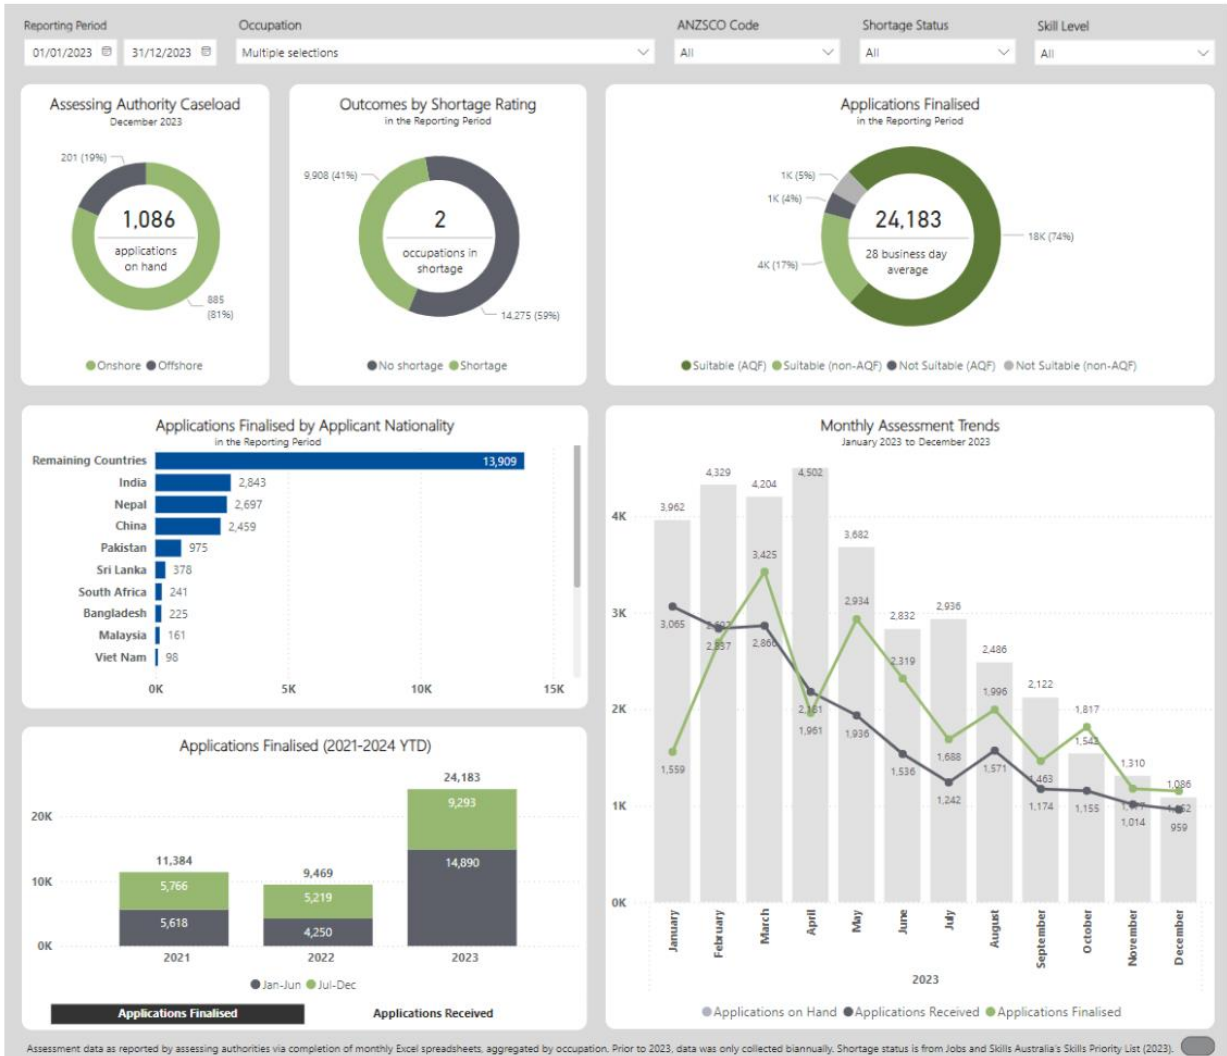 Reporting Period
Occupation
ANZSCO Code
Shortage Status
Skill Level
01/01/2023
31/12/2023
Multiple selections
All
All
All
Assessing Authority Caseload
December 2023
201 (19%)
1,086
applications
on hand
885
(81%)
Onshore Offshore
Outcomes by Shortage Rating
in the Reporting Period
9,908 (41%)
2
occupations in
shortage
14,275 (59%)
No shortage Shortage
Applications Finalised
in the Reporting Period
1K (5%)
1K (4%)
24,183
28 business day
average
18K (74%)
4K (17%)
Suitable (AQF) Suitable (non-AQF) Not Suitable (AQF) Not Suitable (non-AQF)
Applications Finalised by Applicant Nationality
in the Reporting Period
Remaining Countries 13,909
India 2,843
Nepal 2,697
China 2,459
Pakistan 975
Sri Lanka 378
South Africa 241
Bangladesh 225
Malaysia 161
Viet Nam 98
0K 5K 10K 15K
Applications Finalised (2021-2024 YTD)
24,183
9,293
20K
14,890
11,384
9,469
10K
5,766
5,219
5,618
4,250
0K
2021 2022 2023
Jan-Jun Jul-Dec
Applications Finalised Applications Received
Monthly Assessment Trends
January 2023 to December 2023
4,502
4,329
4,204
3,962
4K
3,682
3,425
3K
2,934
2,832
2,936
3,065
2,837
2,866
2,486
2,319
2,122
2K
2,181
1,961
1,936
1,996
1,817
1,688
1,559
1,536
1,571
1,542
1,463
1,310
1,242
1,174
1,155
1,086
1K
1,014
959
0K
January February March April May June July August September October November December
2023
Applications on Hand Applications Received Applications Finalised
Assessment data as reported by assessing authorities via completion of monthly Excel spreadsheets, aggregated by occupation. Prior to 2023, data was only collected biannually. Shortage status is from Jobs and Skills Australia's Skills Priority List (2023).